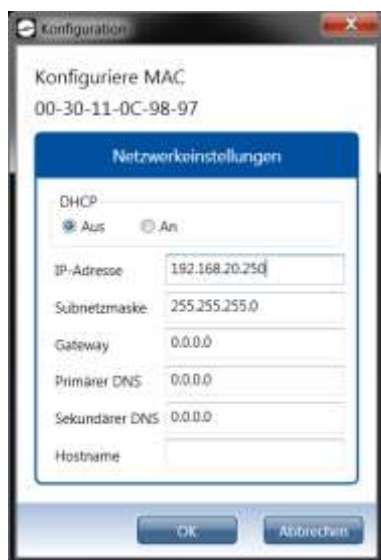 Konfiguration
Konfiguriere MAC
00-30-11-0C-98-97
Netzwerkeinstellungen
DHCP
Aus An
IP-Adresse 192.168.20.250
Subnetzmaske 255.255.255.0
Gateway 0.0.0.0
Primärer DNS 0.0.0.0
Sekundärer DNS 0.0.0.0
Hostname
OK Abbrechen